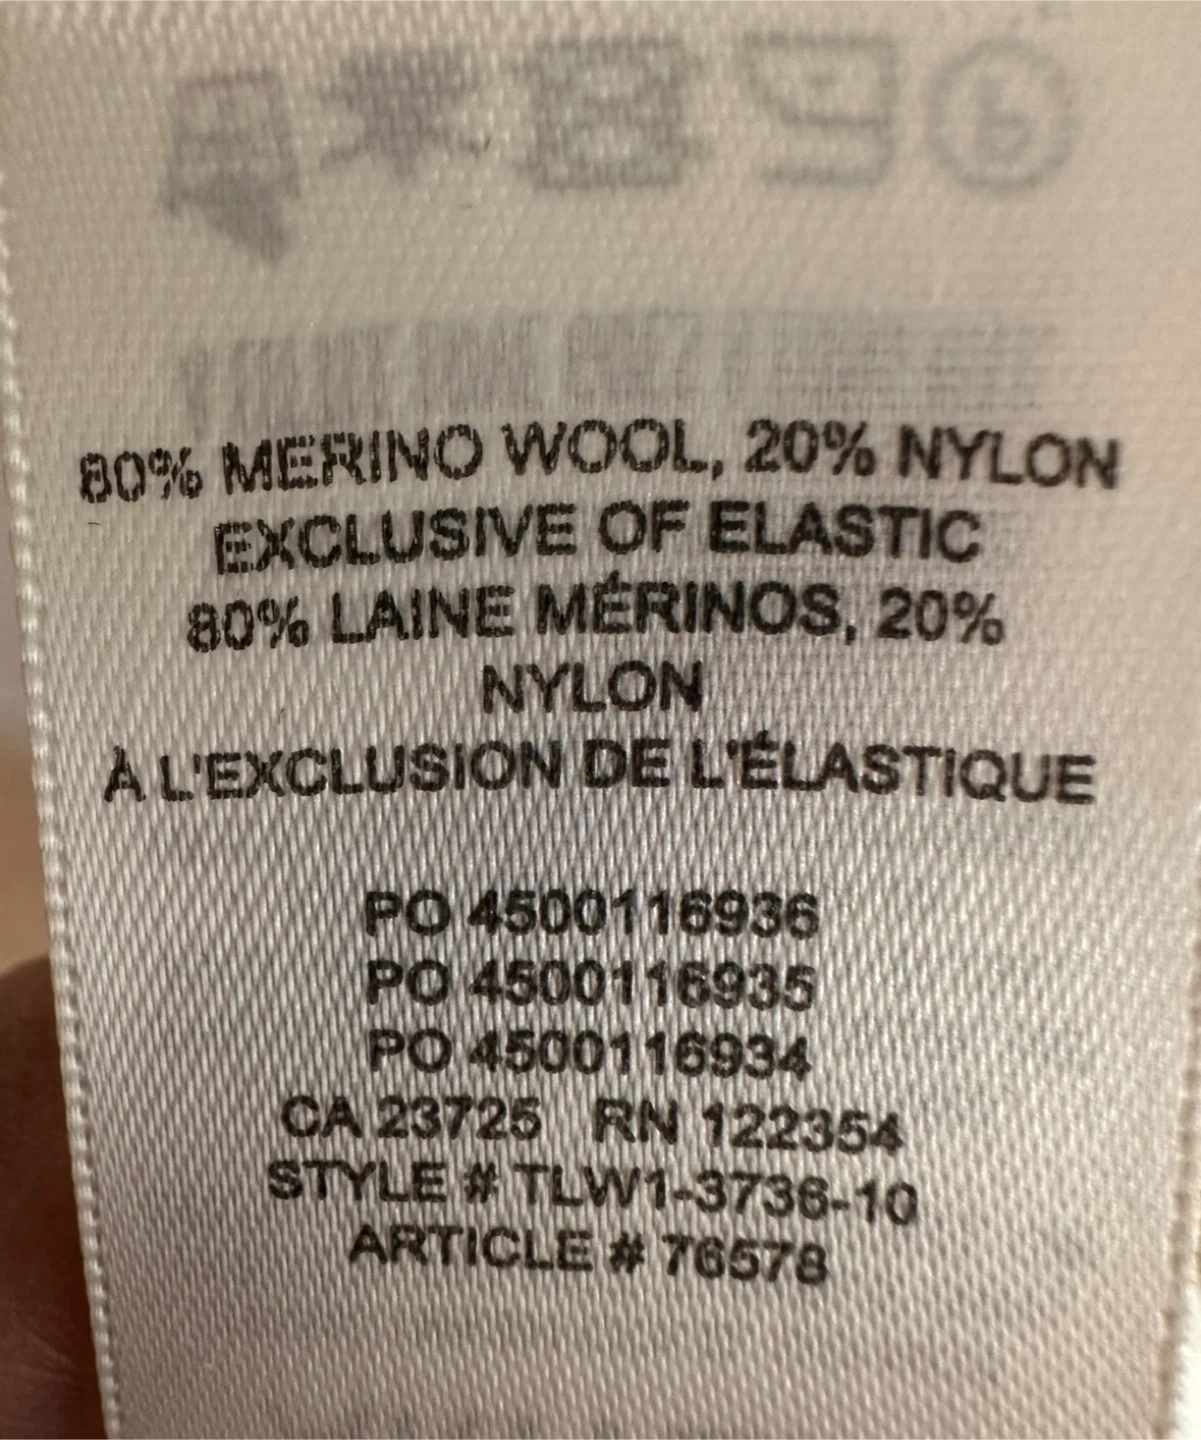 80% MERINO WOOL, 20% NYLON
EXCLUSIVE OF ELASTIC
80% LAINE MÉRINOS, 20%
NYLON
À L'EXCLUSION DE L'ÉLASTIQUE
PO 4500116936
PO 4500116935
PO 4500116934
CA 23725 RN 122354
STYLE # TLW1-3736-10
ARTICLE # 76578